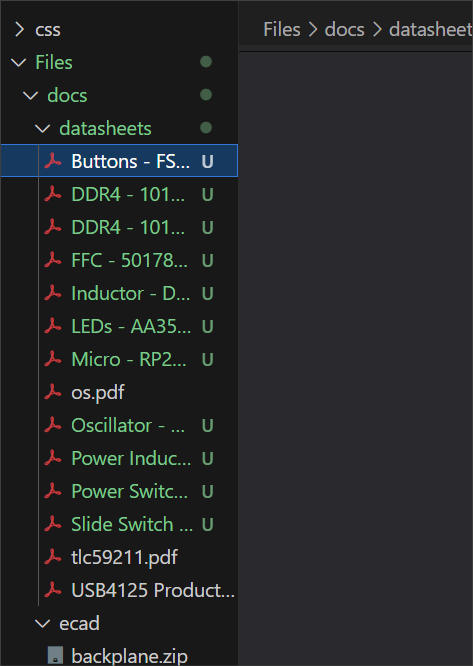 css
Files > docs > datasheet
Files
docs
datasheets
Buttons - FS... U
DDR4 - 101... U
DDR4 - 101... U
FFC - 50178... U
Inductor - D... U
LEDs - AA35... U
Micro - RP2... U
os.pdf
Oscillator - ... U
Power Induc... U
Power Switc... U
Slide Switch ... U
tlc59211.pdf
USB4125 Product...
ecad
backplane.zip